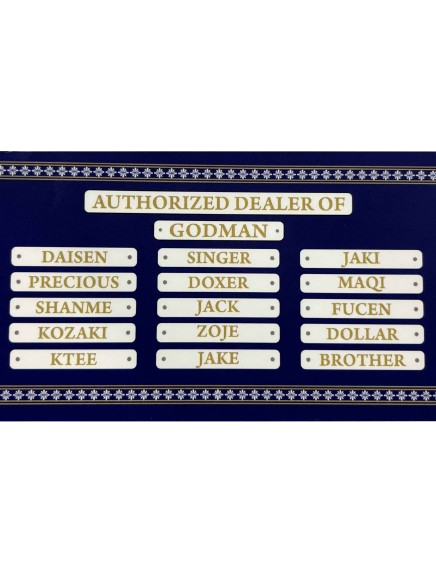 AUTHORIZED DEALER OF
GODMAN
DAISEN SINGER JAKI
PRECIOUS DOXER MAQI
SHANME JACK FUCEN
KOZAKI ZOJE DOLLAR
KTEE JAKE BROTHER